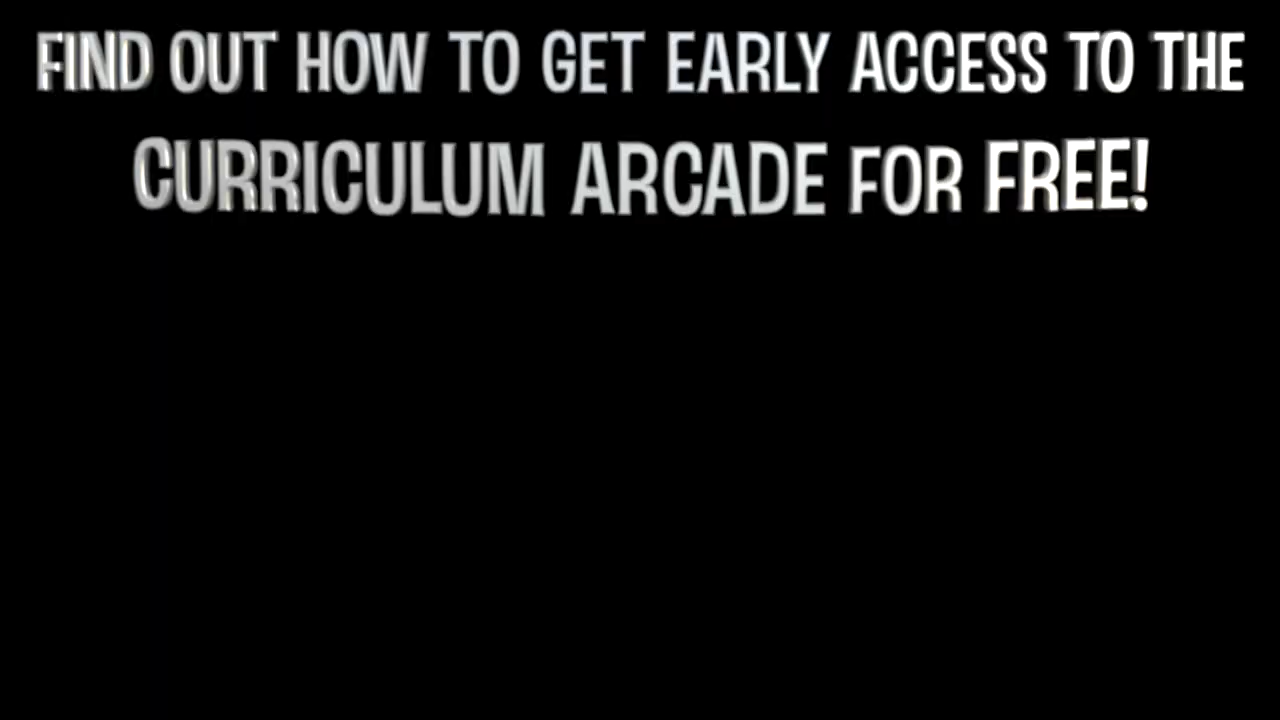 FIND OUT HOW TO GET EARLY ACCESS TO THE
CURRICULUM ARCADE FOR FREE!